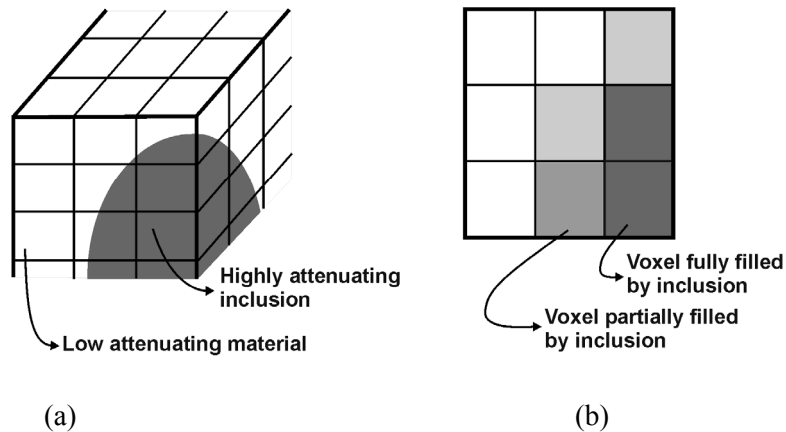 Highly attenuating
inclusion
Low attenuating material
(a)
Voxel fully filled
by inclusion
Voxel partially filled
by inclusion
(b)